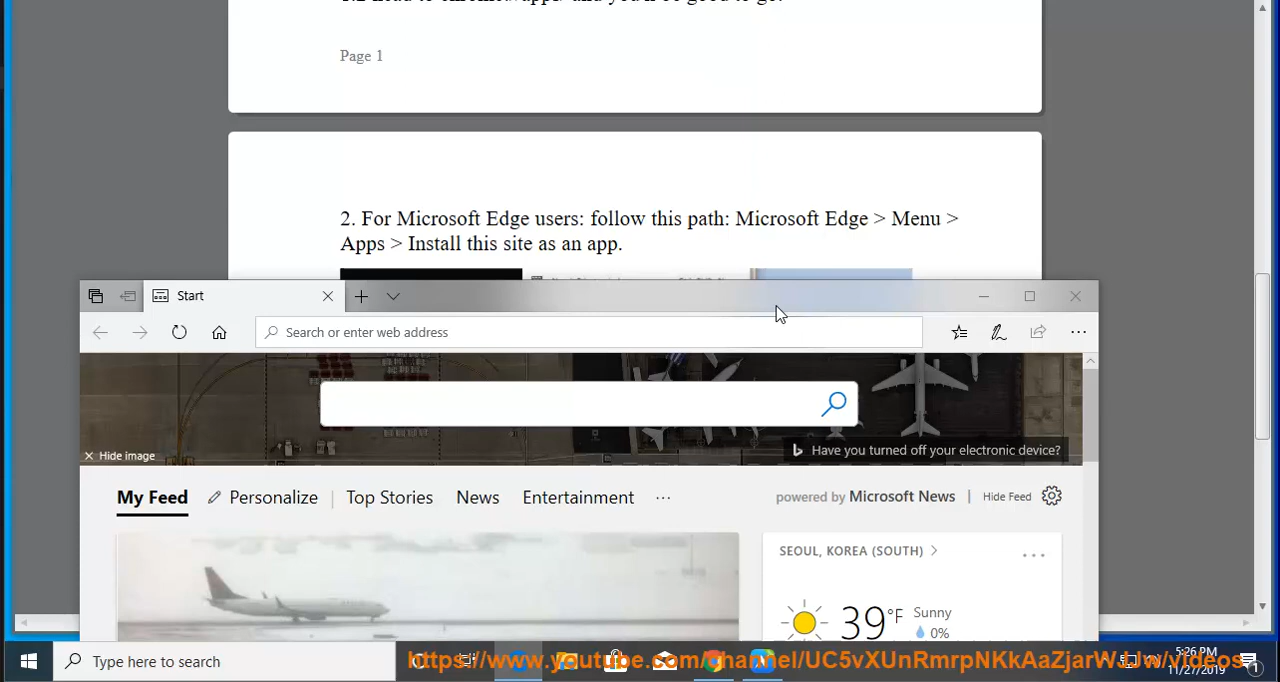 Page 1
2. For Microsoft Edge users: follow this path: Microsoft Edge > Menu >
Apps > Install this site as an app.
Start
Search or enter web address
Hide image
Have you turned off your electronic device?
My Feed Personalize Top Stories News Entertainment ...
powered by Microsoft News | Hide Feed
SEOUL, KOREA (SOUTH) >
39°F Sunny
0%
Type here to search
https://www.youtube.com/channel/UC5vXUnRmrpNKkAaZjarWJJw/videos
5:26 PM
11/27/2019
1